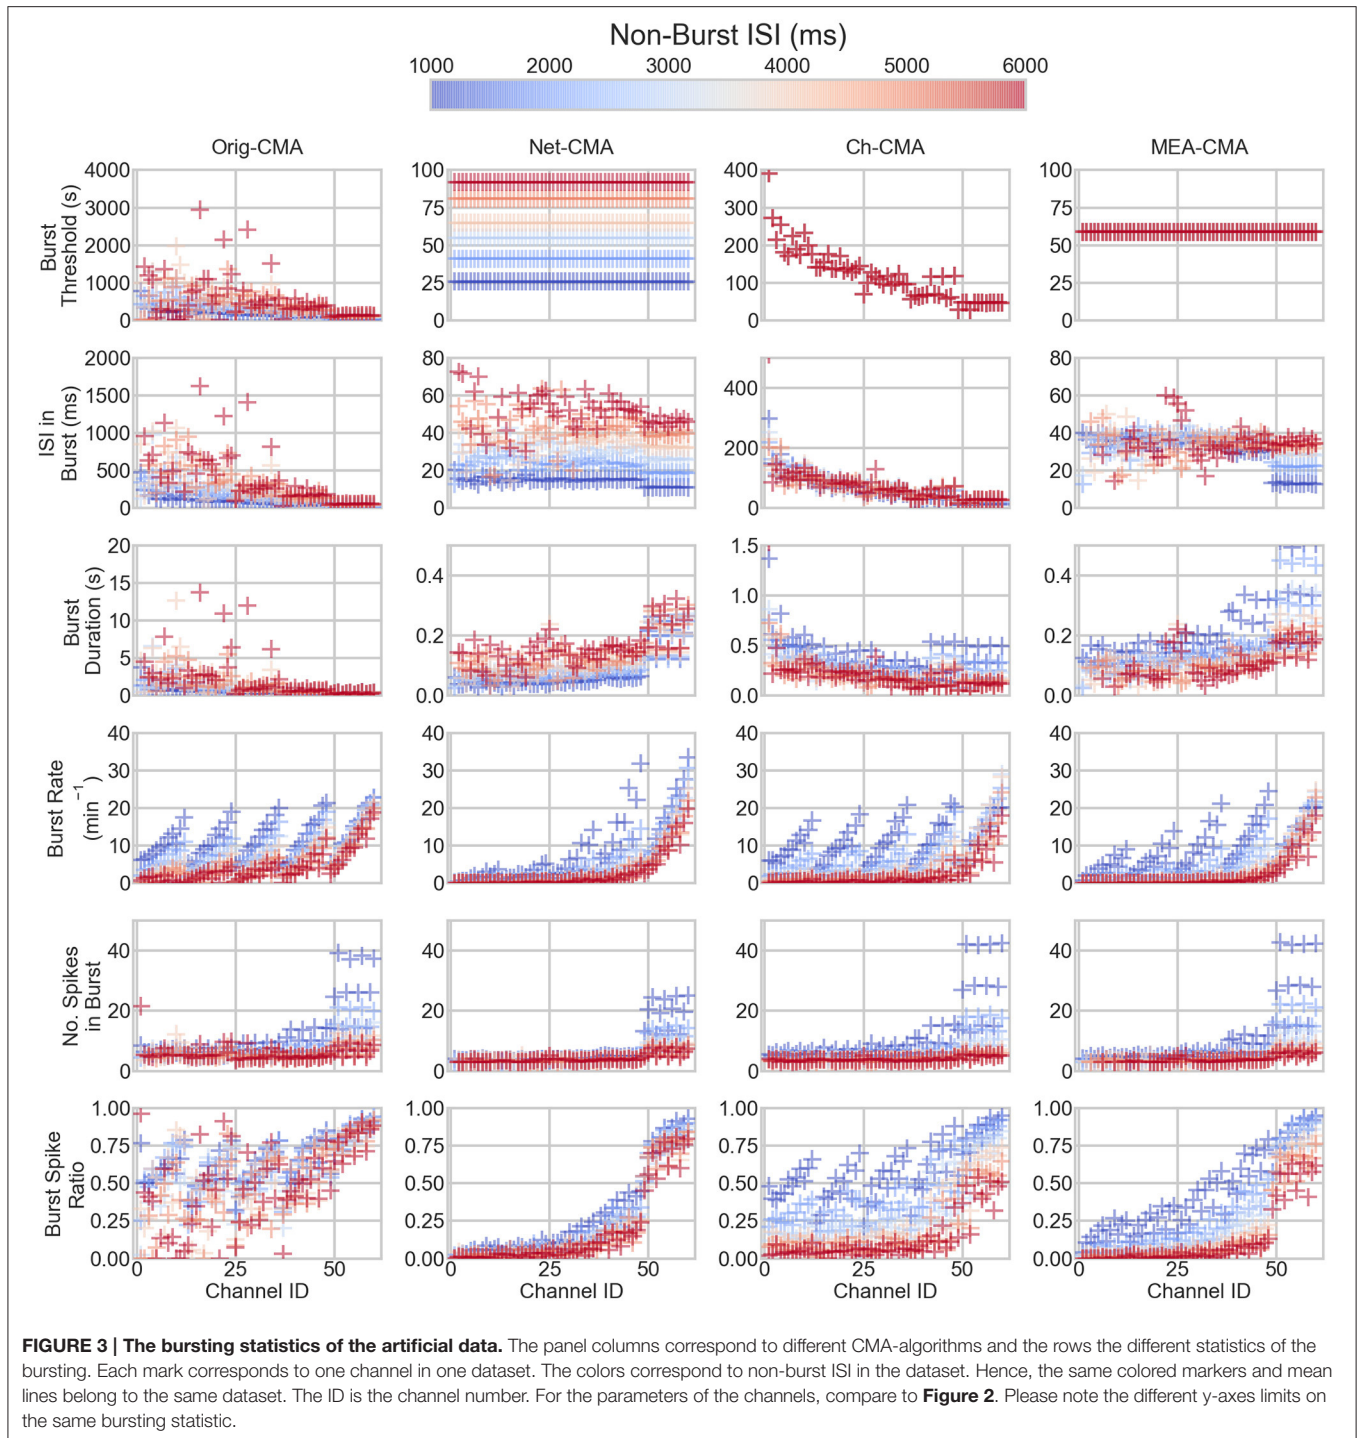 Non-Burst ISI (ms)
1000 2000 3000 4000 5000 6000
Orig-CMA Net-CMA Ch-CMA MEA-CMA
Burst
Threshold (s)
4000 3000 2000 1000 0
100 75 50 25 0
400 300 200 100 0
100 75 50 25 0
ISI in
Burst (ms)
2000 1500 1000 500 0
80 60 40 20 0
400 200 0
80 60 40 20 0
Burst
Duration (s)
20 15 10 5 0
0.4 0.2 0.0
1.5 1.0 0.5 0.0
0.4 0.2 0.0
Burst Rate
(min⁻¹)
40 30 20 10 0
40 30 20 10 0
40 30 20 10 0
40 30 20 10 0
No. Spikes
in Burst
40 20 0
40 20 0
40 20 0
40 20 0
Burst Spike
Ratio
1.00 0.75 0.50 0.25 0.00
1.00 0.75 0.50 0.25 0.00
1.00 0.75 0.50 0.25 0.00
1.00 0.75 0.50 0.25 0.00
0 25 50 0 25 50 0 25 50 0 25 50
Channel ID Channel ID Channel ID Channel ID
FIGURE 3 | The bursting statistics of the artificial data. The panel columns correspond to different CMA-algorithms and the rows the different statistics of the
bursting. Each mark corresponds to one channel in one dataset. The colors correspond to non-burst ISI in the dataset. Hence, the same colored markers and mean
lines belong to the same dataset. The ID is the channel number. For the parameters of the channels, compare to Figure 2. Please note the different y-axes limits on
the same bursting statistic.